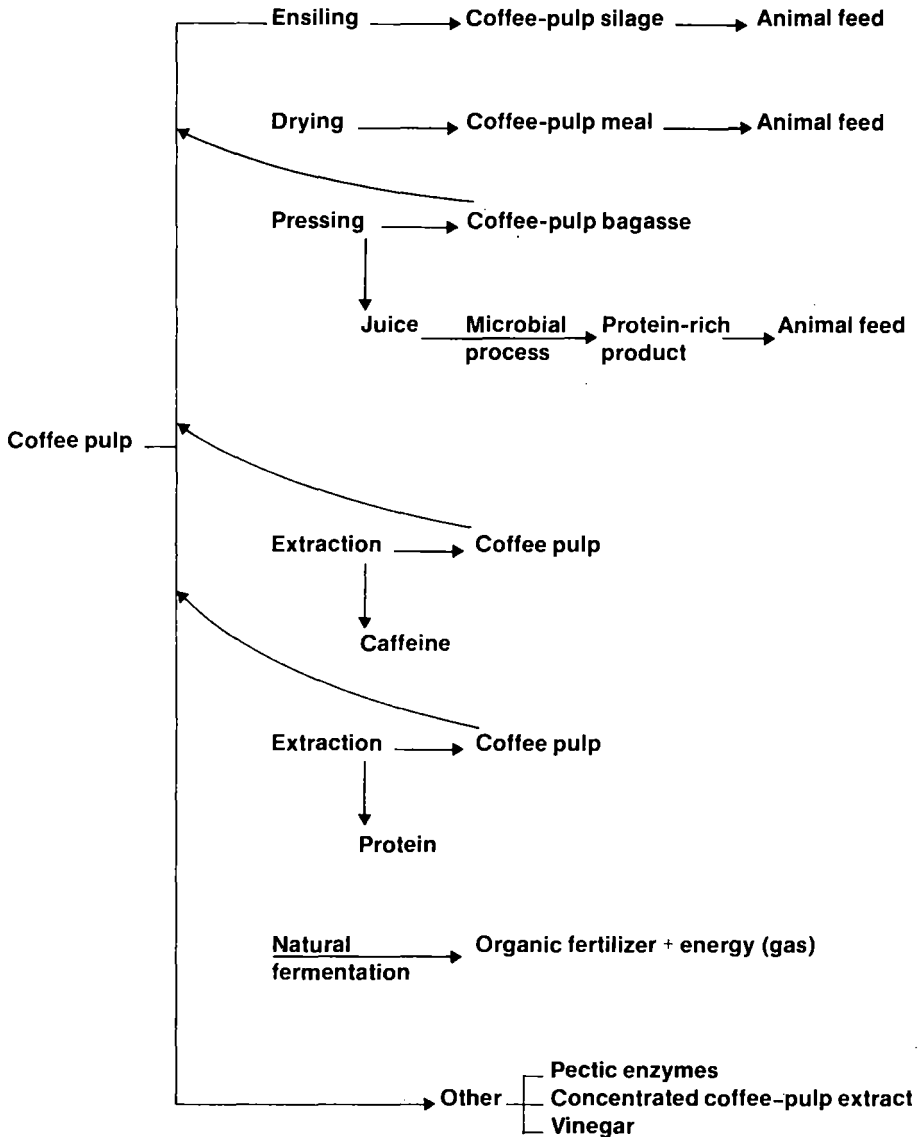 Ensiling Coffee-pulp silage Animal feed
Drying Coffee-pulp meal Animal feed
Pressing Coffee-pulp bagasse
Juice Microbial process Protein-rich product Animal feed
Coffee pulp
Extraction Coffee pulp
Caffeine
Extraction Coffee pulp
Protein
Natural fermentation Organic fertilizer + energy (gas)
Other
Pectic enzymes
Concentrated coffee-pulp extract
Vinegar